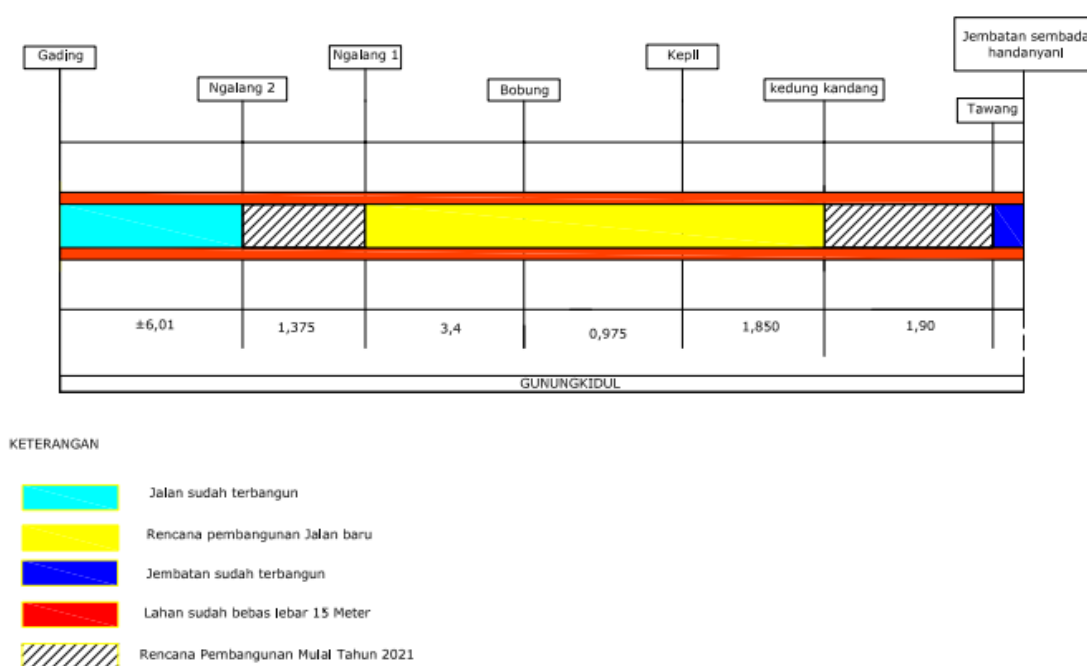 Gading
Ngalang 2
Ngalang 1
Bobung
Kepil
kedung kandang
Tawang
Jembatan sembada
handanyani
±6,01
1,375
3,4
0,975
1,850
1,90
GUNUNGKIDUL
KETERANGAN
Jalan sudah terbangun
Rencana pembangunan Jalan baru
Jembatan sudah terbangun
Lahan sudah bebas lebar 15 Meter
Rencana Pembangunan Mulai Tahun 2021